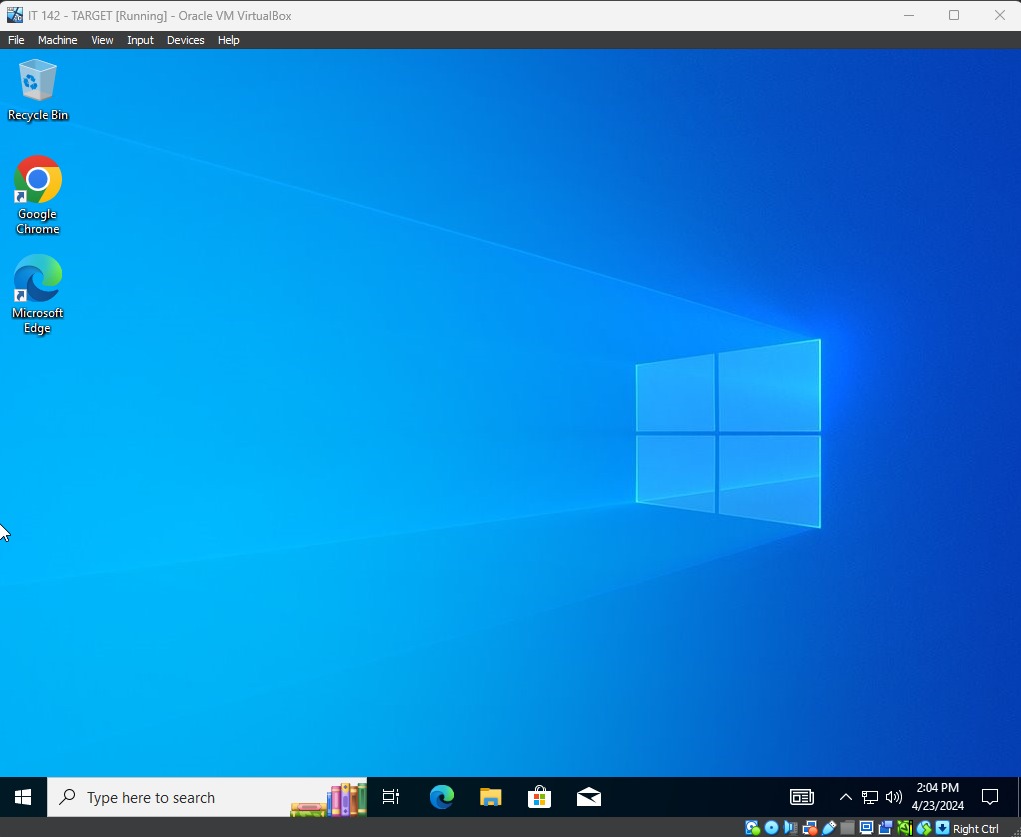 IT 142 - TARGET [Running] - Oracle VM VirtualBox
File Machine View Input Devices Help
Recycle Bin
Google
Chrome
Microsoft
Edge
Type here to search
2:04 PM
4/23/2024
Right Ctrl